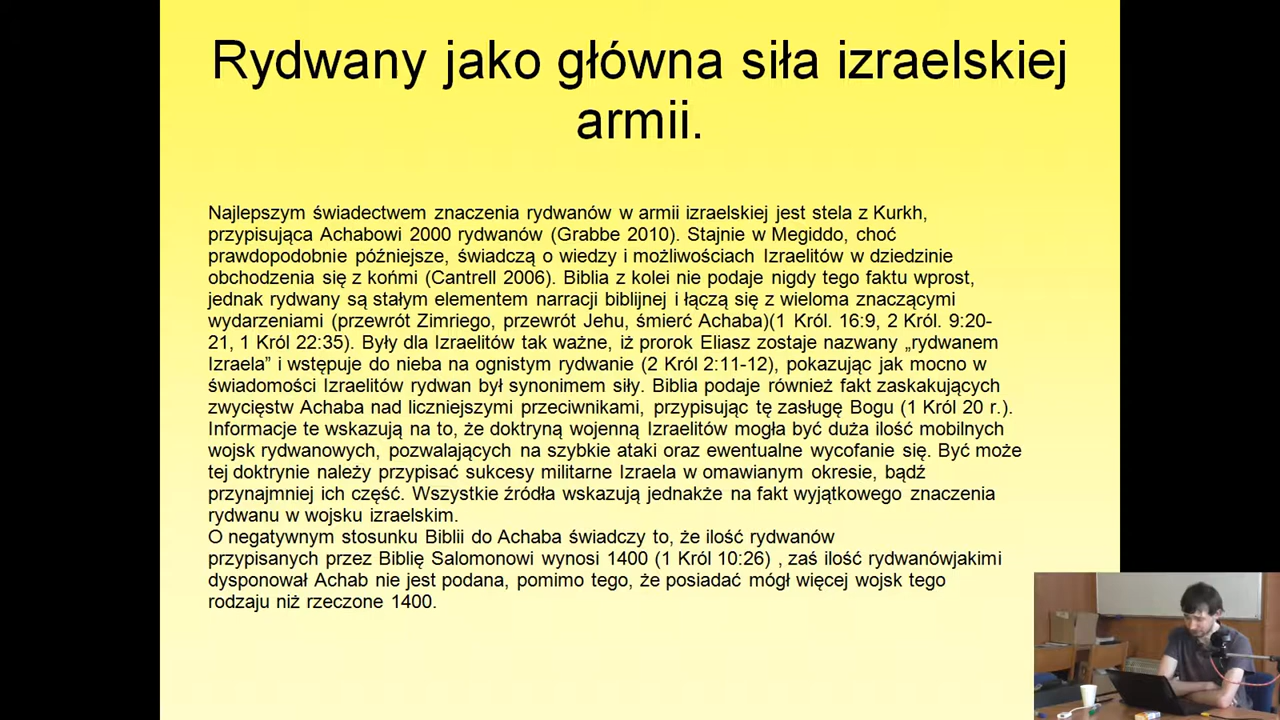 Rydwany jako główna siła izraelskiej
armii.
Najlepszym świadectwem znaczenia rydwanów w armii izraelskiej jest stela z Kurkh,
przypisująca Achabowi 2000 rydwanów (Grabbe 2010). Stajnie w Megiddo, choć
prawdopodobnie późniejsze, świadczą o wiedzy i możliwościach Izraelitów w dziedzinie
obchodzenia się z końmi (Cantrell 2006). Biblia z kolei nie podaje nigdy tego faktu wprost,
jednak rydwany są stałym elementem narracji biblijnej i łączą się z wieloma znaczącymi
wydarzeniami (przewrót Zimriego, przewrót Jehu, śmierć Achaba)(1 Król. 16:9, 2 Król. 9:20-
21, 1 Król 22:35). Były dla Izraelitów tak ważne, iż prorok Eliasz zostaje nazwany „rydwanem
Izraela” i wstępuje do nieba na ognistym rydwanie (2 Król 2:11-12), pokazując jak mocno w
świadomości Izraelitów rydwan był synonimem siły. Biblia podaje również fakt zaskakujących
zwycięstw Achaba nad liczniejszymi przeciwnikami, przypisując tę zasługę Bogu (1 Król 20 r.).
Informacje te wskazują na to, że doktryną wojenną Izraelitów mogła być duża ilość mobilnych
wojsk rydwanowych, pozwalających na szybkie ataki oraz ewentualne wycofanie się. Być może
tej doktrynie należy przypisać sukcesy militarne Izraela w omawianym okresie, bądź
przynajmniej ich część. Wszystkie źródła wskazują jednakże na fakt wyjątkowego znaczenia
rydwanu w wojsku izraelskim.
O negatywnym stosunku Biblii do Achaba świadczy to, że ilość rydwanów
przypisanych przez Biblię Salomonowi wynosi 1400 (1 Król 10:26) , zaś ilość rydwanówjakimi
dysponował Achab nie jest podana, pomimo tego, że posiadać mógł więcej wojsk tego
rodzaju niż rzeczone 1400.